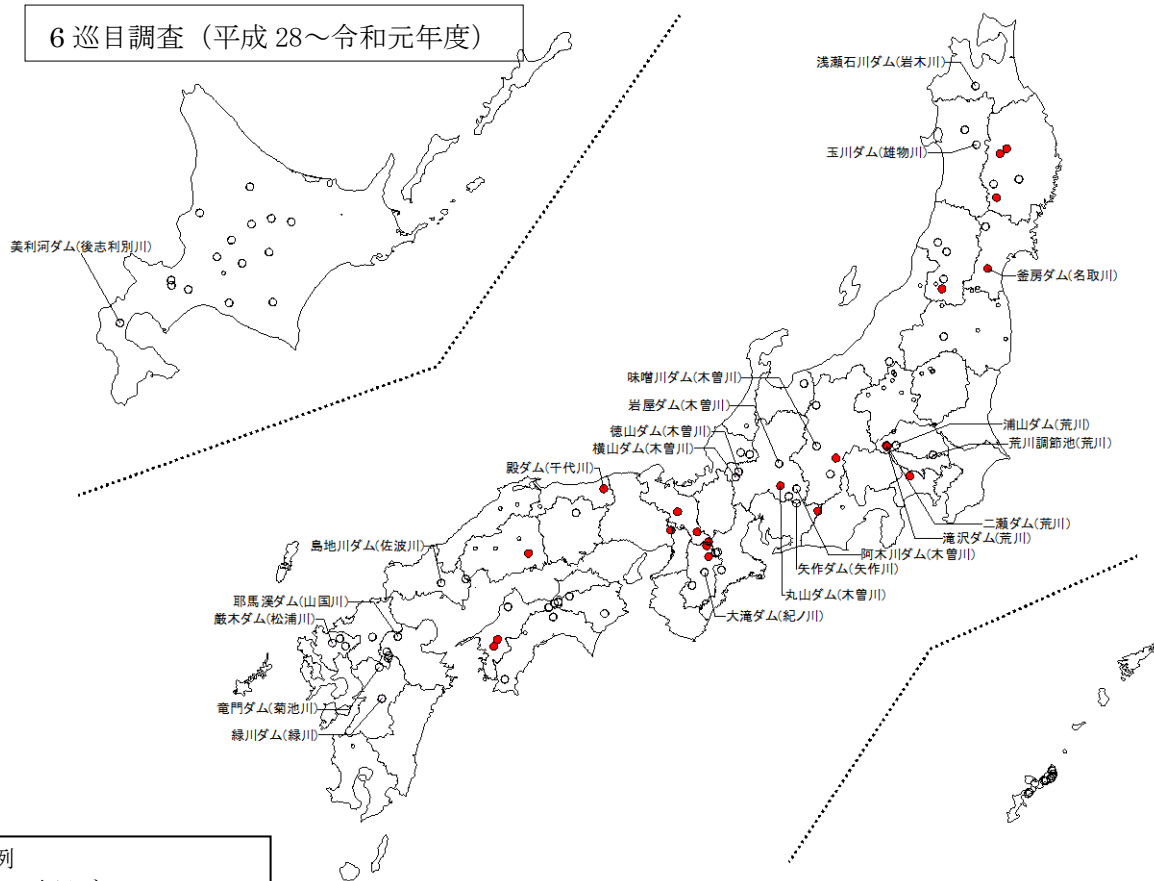 6 巡目調査（平成 28～令和元年度）
浅瀬石川ダム(岩木川)
玉川ダム(雄物川)
美利河ダム(後志利別川)
釜房ダム(名取川)
味噌川ダム(木曽川)
岩屋ダム(木曽川)
徳山ダム(木曽川)
横山ダム(木曽川)
殿ダム(千代川)
浦山ダム(荒川)
荒川調節池(荒川)
二瀬ダム(荒川)
滝沢ダム(荒川)
阿木川ダム(木曽川)
矢作ダム(矢作川)
丸山ダム(木曽川)
大滝ダム(紀ノ川)
島地川ダム(佐波川)
耶馬溪ダム(山国川)
厳木ダム(松浦川)
竜門ダム(菊池川)
緑川ダム(緑川)
例